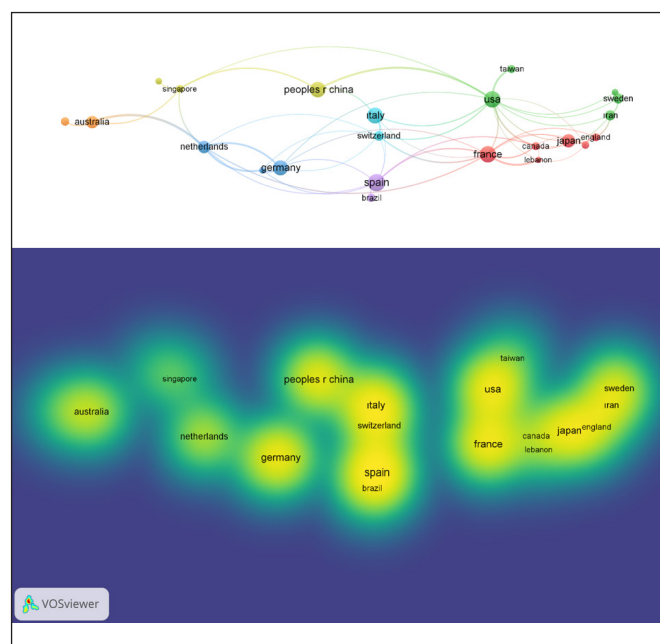 taiwan
singapore
peoples r china
usa
sweden
italy
iran
australia
switzerland
netherlands
canada
england
japan
france
lebanon
germany
spain
brazil
taiwan
peoples r china
singapore
usa
sweden
italy
iran
australia
switzerland
netherlands
canada
england
japan
france
lebanon
germany
spain
brazil
VOSviewer